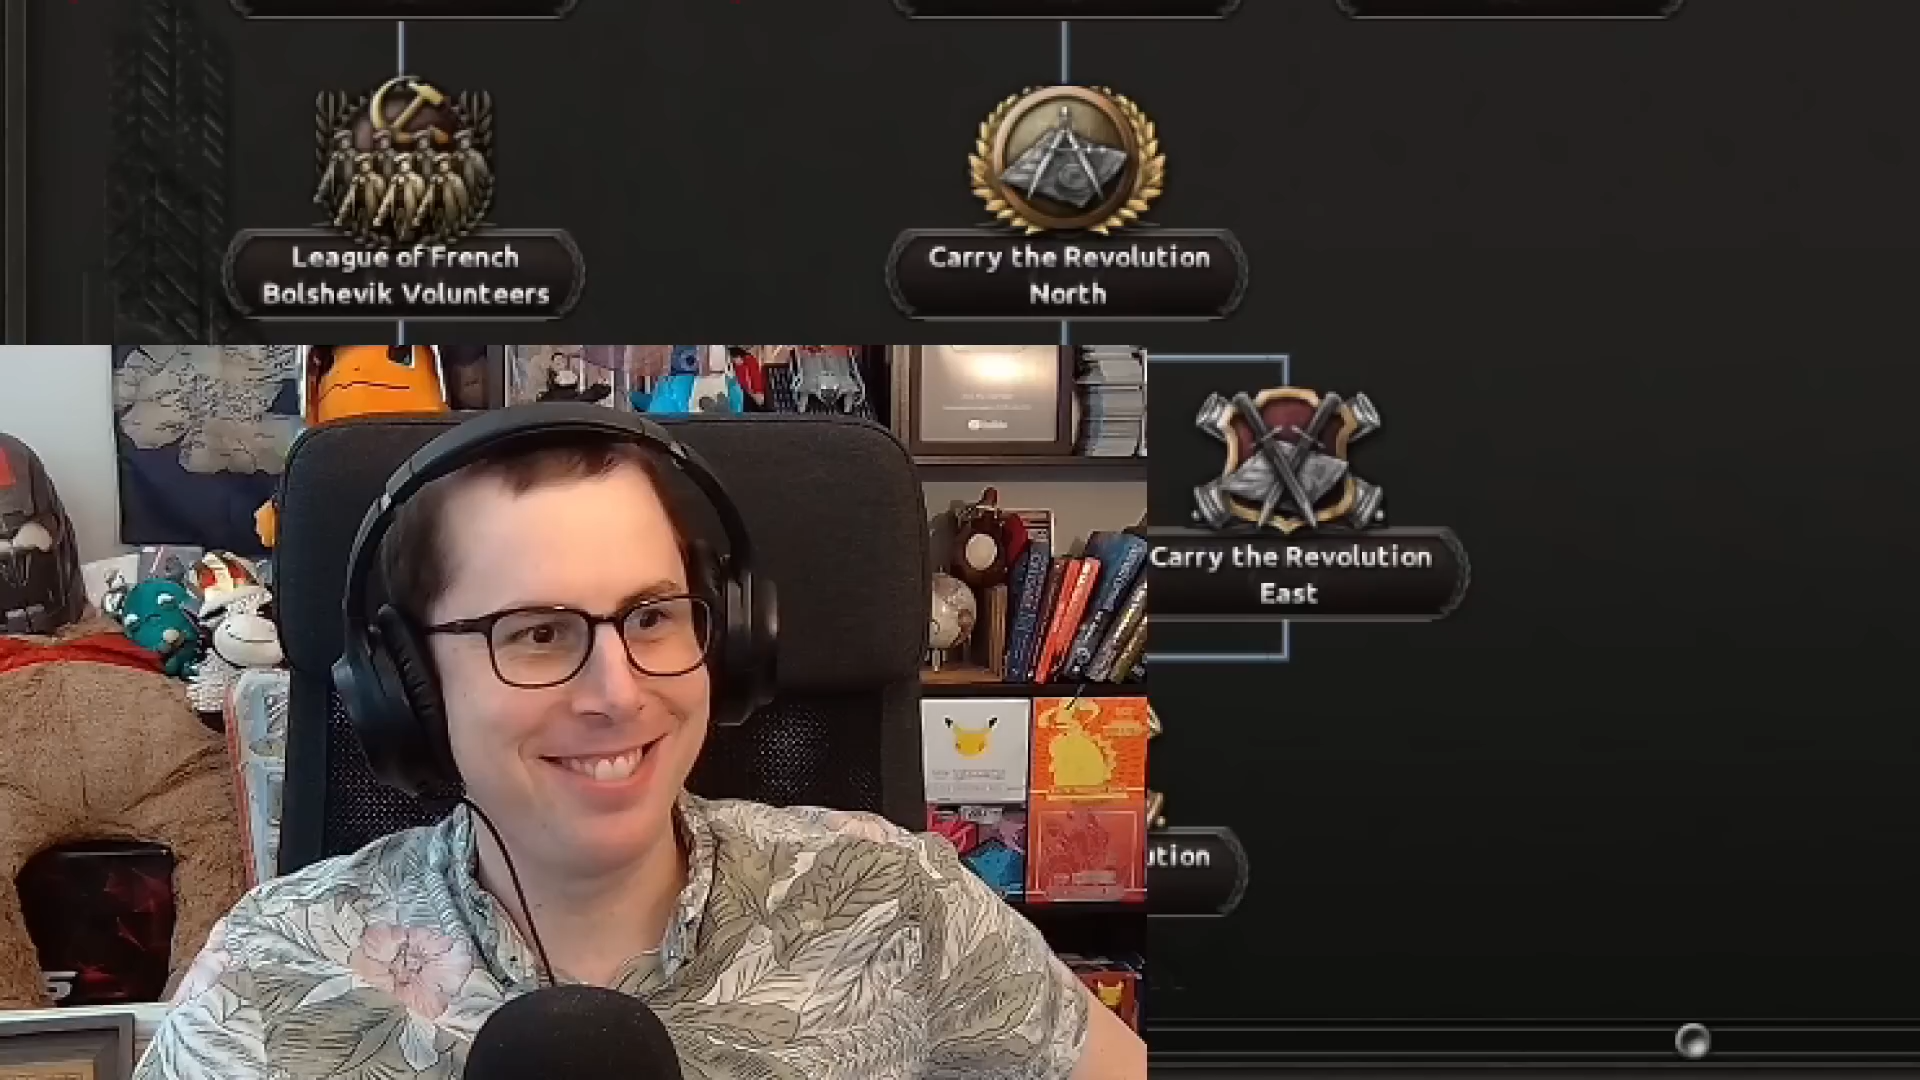 League of French
Bolshevik Volunteers
Carry the Revolution
North
Carry the Revolution
East
ution